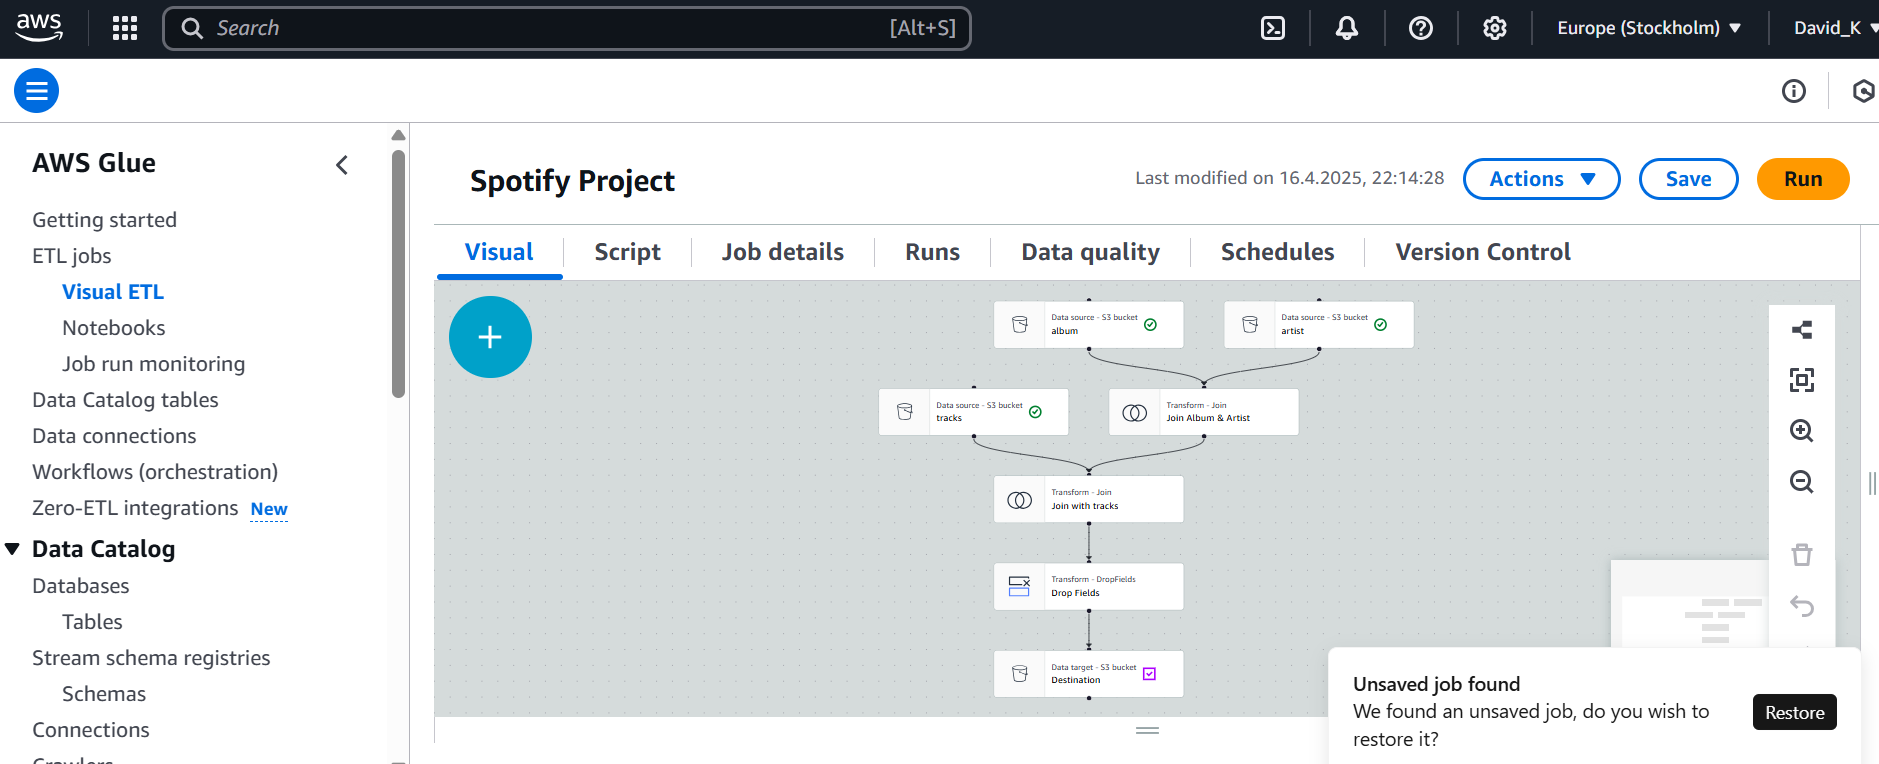 aws
Search
[Alt+S]
Europe (Stockholm)
David_K
AWS Glue
Getting started
ETL jobs
Visual ETL
Notebooks
Job run monitoring
Data Catalog tables
Data connections
Workflows (orchestration)
Zero-ETL integrations New
Data Catalog
Databases
Tables
Stream schema registries
Schemas
Connections
Crawlers
Spotify Project
Last modified on 16.4.2025, 22:14:28
Actions
Save
Run
Visual
Script
Job details
Runs
Data quality
Schedules
Version Control
Data source - S3 bucket
album
Data source - S3 bucket
artist
Data source - S3 bucket
tracks
Transform - Join
Join Album & Artist
Transform - Join
Join with tracks
Transform - DropFields
Drop Fields
Data target - S3 bucket
Destination
Unsaved job found
We found an unsaved job, do you wish to
restore it?
Restore